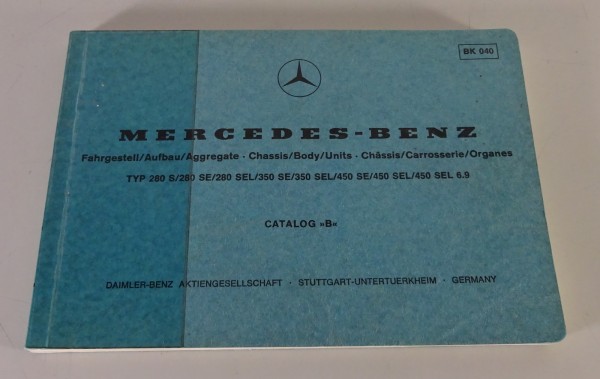 BK 040
MERCEDES-BENZ
Fahrgestell/Aufbau/Aggregate · Chassis/Body/Units · Châssis/Carrosserie/Organes
TYP 280 S/280 SE/280 SEL/350 SE/350 SEL/450 SE/450 SEL/450 SEL 6.9
CATALOG »B«
DAIMLER-BENZ AKTIENGESELLSCHAFT · STUTTGART-UNTERTUERKHEIM · GERMANY